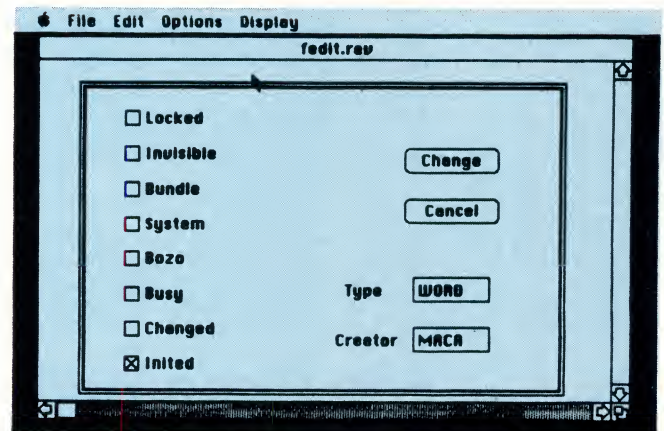 File Edit Options Display
fedit.rev
Locked
Invisible
Change
Bundle
Cancel
System
Bozo
Busy
Type WORD
Changed
Creator MACA
Inited